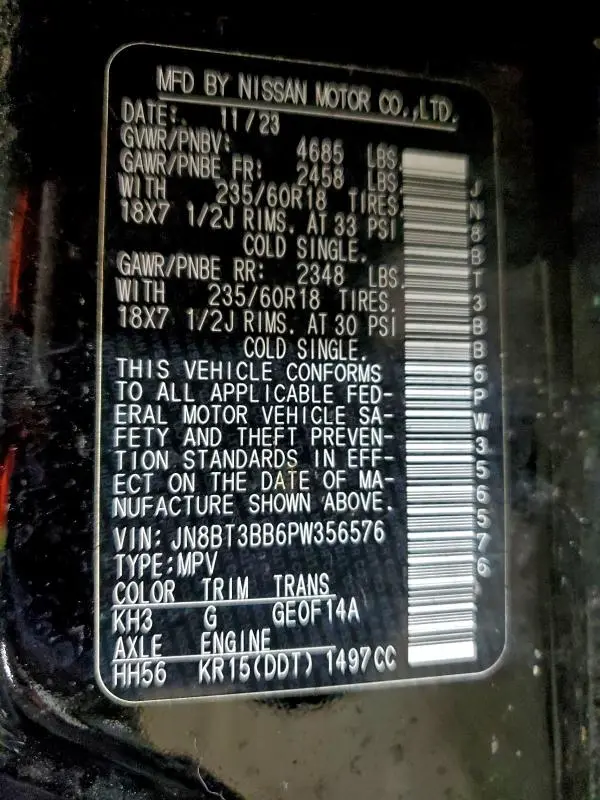 MFD BY NISSAN MOTOR CO.,LTD.
DATE: 11/23
GVWR/PNBV: 4685 LBS.
GAWR/PNBE FR: 2458 LBS.
WITH 235/60R18 TIRES.
18X7 1/2J RIMS. AT 33 PSI
COLD SINGLE.
GAWR/PNBE RR: 2348 LBS.
WITH 235/60R18 TIRES.
18X7 1/2J RIMS. AT 30 PSI
COLD SINGLE.
THIS VEHICLE CONFORMS
TO ALL APPLICABLE FED-
ERAL MOTOR VEHICLE SA-
FETY AND THEFT PREVEN-
TION STANDARDS IN EFF-
ECT ON THE DATE OF MA-
NUFACTURE SHOWN ABOVE.
VIN: JN8BT3BB6PW356576
TYPE:MPV
COLOR TRIM TRANS
KH3 G GE0F14A
AXLE ENGINE
HH56 KR15(DDT) 1497CC
JN8BT3BB6PW356576